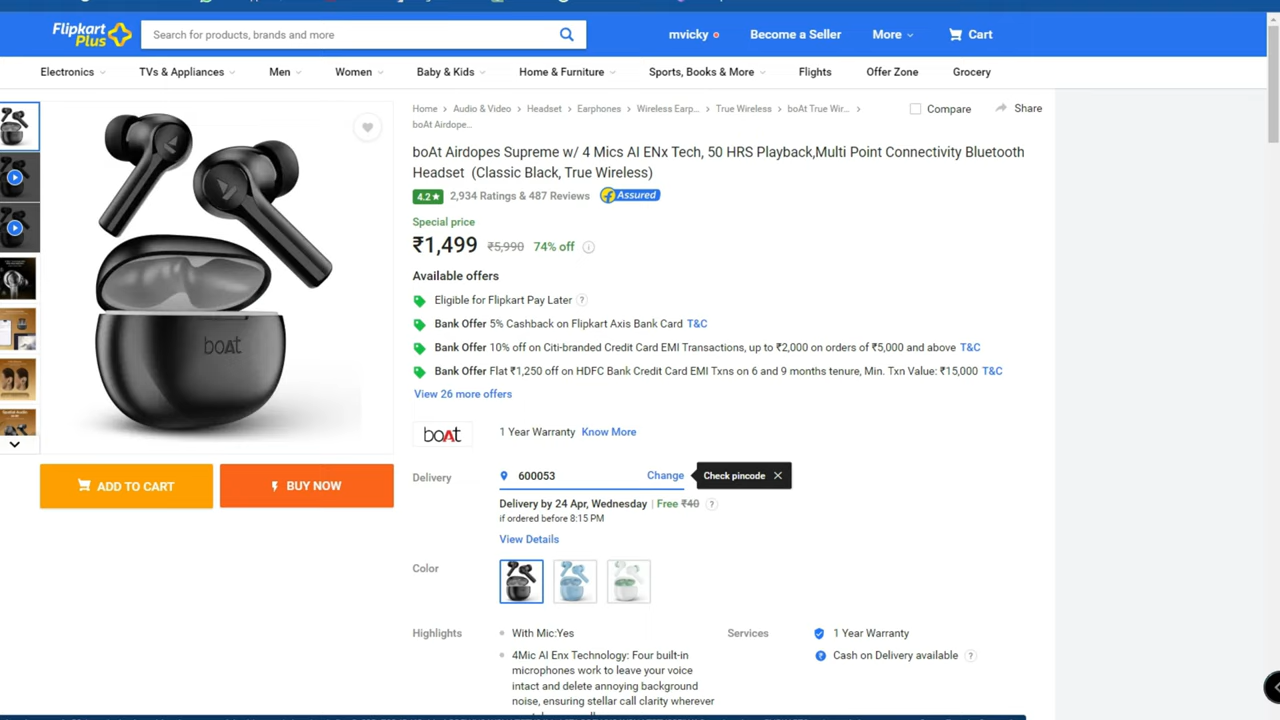 Flipkart
Plus
Search for products, brands and more
mvicky
Become a Seller
More
Cart
Electronics
TVs & Appliances
Men
Women
Baby & Kids
Home & Furniture
Sports, Books & More
Flights
Offer Zone
Grocery
Home > Audio & Video > Headset > Earphones > Wireless Earp... > True Wireless > boAt True Wir... >
boAt Airdope...
Compare
Share
boAt Airdopes Supreme w/ 4 Mics AI ENx Tech, 50 HRS Playback,Multi Point Connectivity Bluetooth
Headset (Classic Black, True Wireless)
4.2★ 2,934 Ratings & 487 Reviews Assured
Special price
₹1,499 ₹5,990 74% off
Available offers
Eligible for Flipkart Pay Later ?
Bank Offer 5% Cashback on Flipkart Axis Bank Card T&C
Bank Offer 10% off on Citi-branded Credit Card EMI Transactions, up to ₹2,000 on orders of ₹5,000 and above T&C
Bank Offer Flat ₹1,250 off on HDFC Bank Credit Card EMI Txns on 6 and 9 months tenure, Min. Txn Value: ₹15,000 T&C
View 26 more offers
boAt
boAt
1 Year Warranty Know More
ADD TO CART
BUY NOW
Delivery
600053
Change
Check pincode
Delivery by 24 Apr, Wednesday | Free ₹40 ?
if ordered before 8:15 PM
View Details
Color
Highlights
With Mic:Yes
4Mic AI Enx Technology: Four built-in
microphones work to leave your voice
intact and delete annoying background
noise, ensuring stellar call clarity wherever
Services
1 Year Warranty
Cash on Delivery available ?